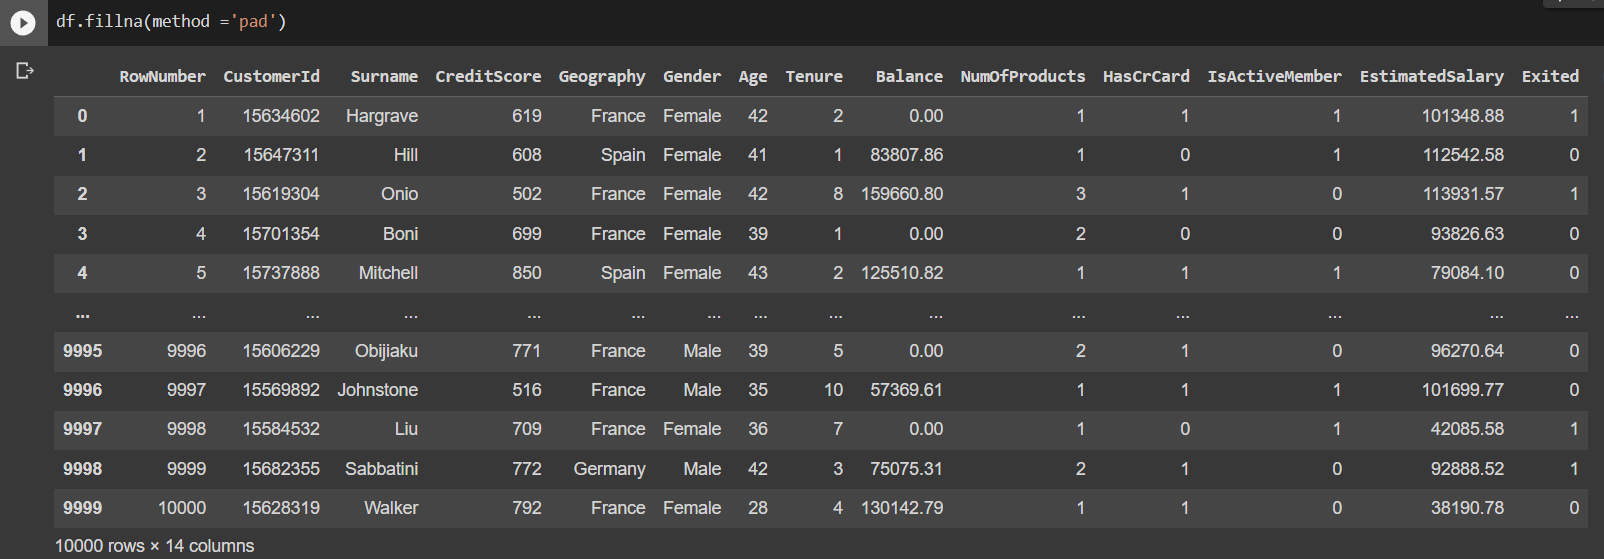 df.fillna(method ='pad')
RowNumber CustomerId Surname CreditScore Geography Gender Age Tenure Balance NumOfProducts HasCrCard IsActiveMember EstimatedSalary Exited
0 1 15634602 Hargrave 619 France Female 42 2 0.00 1 1 1 101348.88 1
1 2 15647311 Hill 608 Spain Female 41 1 83807.86 1 0 1 112542.58 0
2 3 15619304 Onio 502 France Female 42 8 159660.80 3 1 0 113931.57 1
3 4 15701354 Boni 699 France Female 39 1 0.00 2 0 0 93826.63 0
4 5 15737888 Mitchell 850 Spain Female 43 2 125510.82 1 1 1 79084.10 0
... ... ... ... ... ... ... ... ... ... ... ... ... ... ...
9995 9996 15606229 Obijiaku 771 France Male 39 5 0.00 2 1 0 96270.64 0
9996 9997 15569892 Johnstone 516 France Male 35 10 57369.61 1 1 1 101699.77 0
9997 9998 15584532 Liu 709 France Female 36 7 0.00 1 0 1 42085.58 1
9998 9999 15682355 Sabbatini 772 Germany Male 42 3 75075.31 2 1 0 92888.52 1
9999 10000 15628319 Walker 792 France Female 28 4 130142.79 1 1 0 38190.78 0
10000 rows × 14 columns